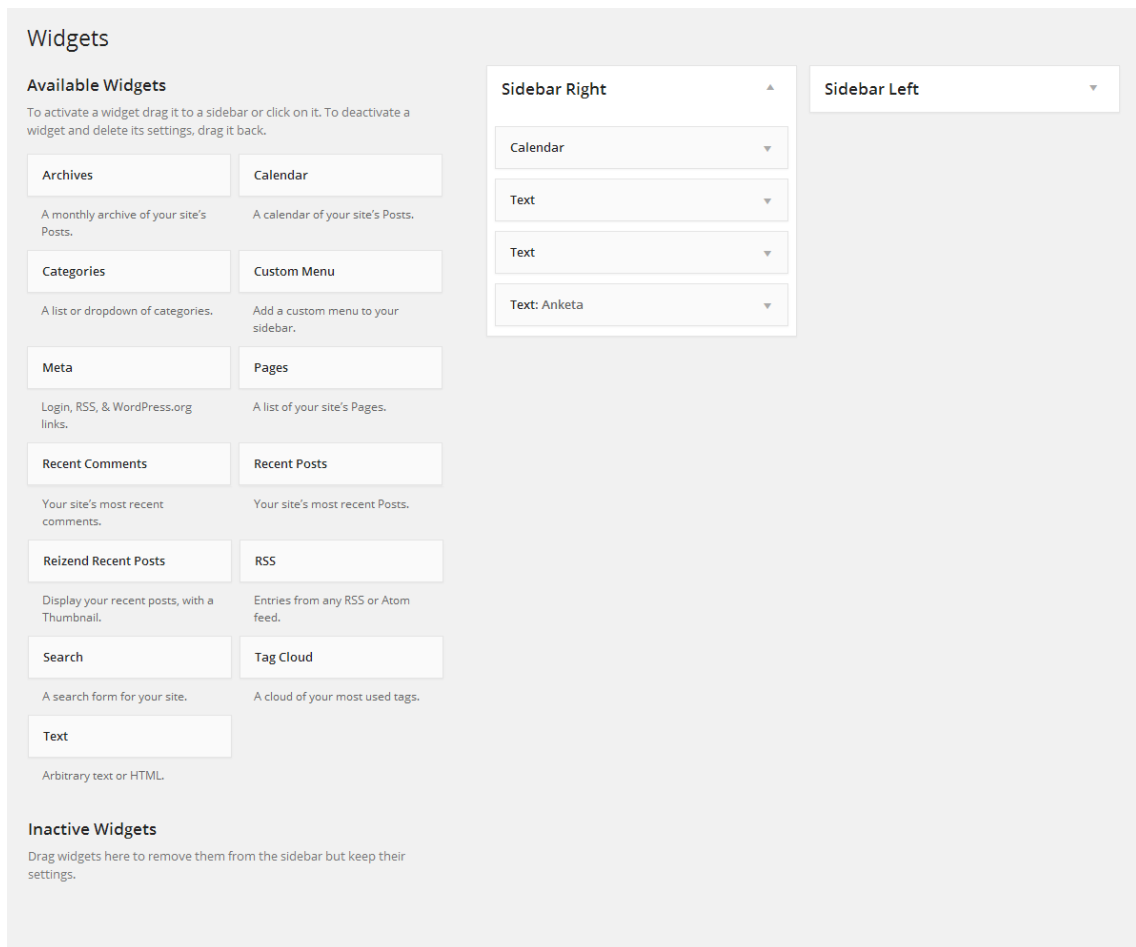 Widgets
Available Widgets
To activate a widget drag it to a sidebar or click on it. To deactivate a
widget and delete its settings, drag it back.
Archives
A monthly archive of your site's
Posts.
Calendar
A calendar of your site's Posts.
Categories
A list or dropdown of categories.
Custom Menu
Add a custom menu to your
sidebar.
Meta
Login, RSS, & WordPress.org
links.
Pages
A list of your site's Pages.
Recent Comments
Your site's most recent
comments.
Recent Posts
Your site's most recent Posts.
Reizend Recent Posts
Display your recent posts, with a
Thumbnail.
RSS
Entries from any RSS or Atom
feed.
Search
A search form for your site.
Tag Cloud
A cloud of your most used tags.
Text
Arbitrary text or HTML.
Inactive Widgets
Drag widgets here to remove them from the sidebar but keep their
settings.
Sidebar Right
Calendar
Text
Text
Text: Anketa
Sidebar Left